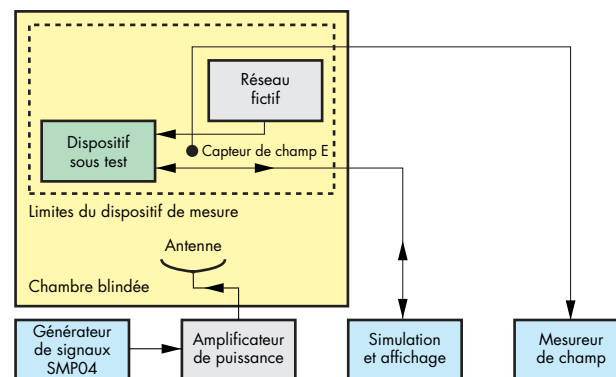 Réseau
fictif
Dispositif
sous test
Capteur de champ E
Limites du dispositif de mesure
Antenne
Chambre blindée
Générateur
de signaux
SMP04
Amplificateur
de puissance
Simulation
et affichage
Mesureur
de champ